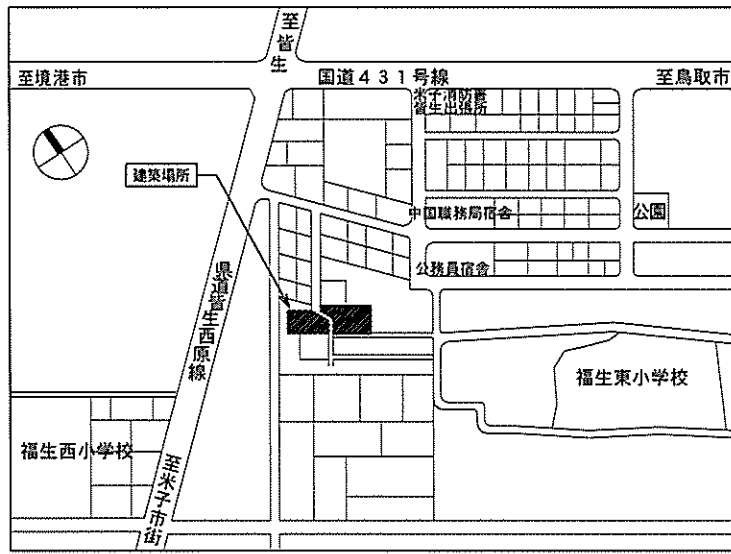 至皆生
至境港市
国道431号線
至鳥取市
米子消防署
皆生出張所
建築場所
中国職務局宿舎
公園
公務員宿舎
県道皆生西原線
福生東小学校
福生西小学校
至米子市街